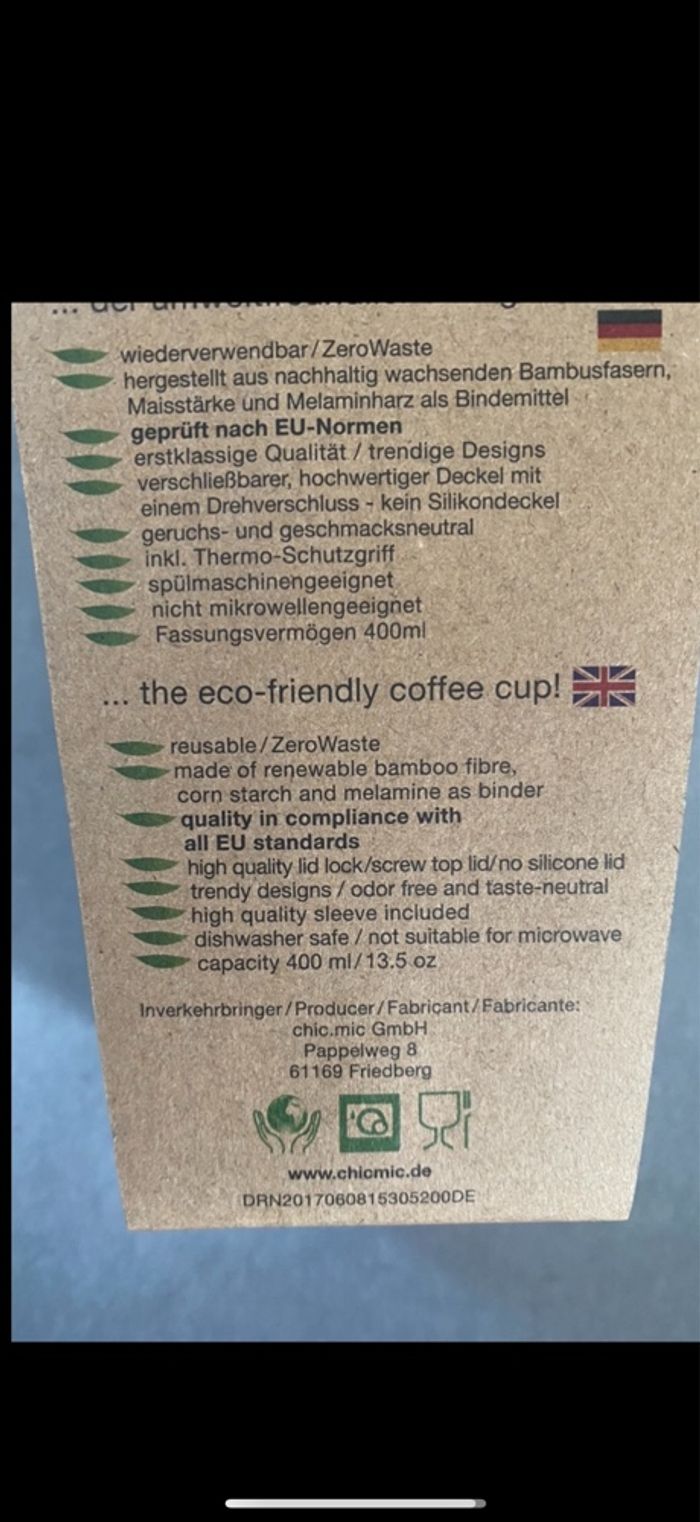 wiederverwendbar/ZeroWaste
hergestellt aus nachhaltig wachsenden Bambusfasern,
Maisstärke und Melaminharz als Bindemittel
geprüft nach EU-Normen
erstklassige Qualität / trendige Designs
verschließbarer, hochwertiger Deckel mit
einem Drehverschluss - kein Silikondeckel
geruchs- und geschmacksneutral
inkl. Thermo-Schutzgriff
spülmaschinengeeignet
nicht mikrowellengeeignet
Fassungsvermögen 400ml
... the eco-friendly coffee cup!
reusable/ZeroWaste
made of renewable bamboo fibre,
corn starch and melamine as binder
quality in compliance with
all EU standards
high quality lid lock/screw top lid/no silicone lid
trendy designs / odor free and taste-neutral
high quality sleeve included
dishwasher safe / not suitable for microwave
capacity 400 ml/13.5 oz
Inverkehrbringer/Producer/Fabricant/Fabricante:
chic.mic GmbH
Pappelweg 8
61169 Friedberg
www.chicmic.de
DRN2017060815305200DE